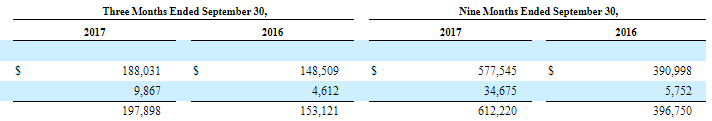 Three Months Ended September 30, Nine Months Ended September 30,
2017 2016 2017 2016
$ 188,031 $ 148,509 $ 577,545 $ 390,998
9,867 4,612 34,675 5,752
197,898 153,121 612,220 396,750